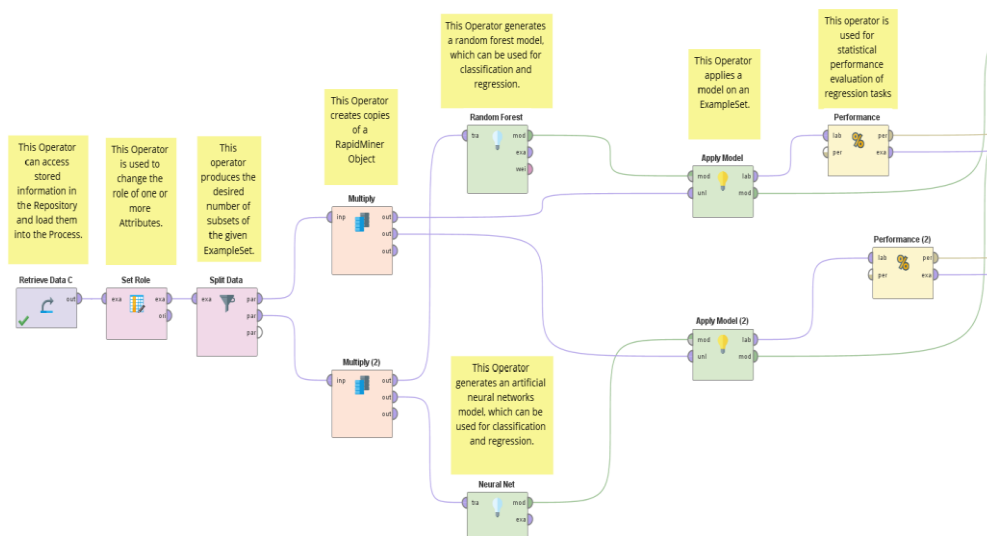 This Operator
can access
stored
information in
the Repository
and load them
into the Process.
Retrieve Data C
out
This Operator
is used to
change the
role of one or
more
Attributes.
Set Role
exa
exa
ori
This
operator
produces the
desired
number of
subsets of
the given
ExampleSet.
Split Data
exa
par
par
par
This Operator
creates copies
of a
RapidMiner
Object
Multiply
inp
out
out
out
Multiply (2)
inp
out
out
out
This Operator generates
a random forest model,
which can be used for
classification and
regression.
Random Forest
tra
mod
exa
wei
This Operator
generates an artificial
neural networks
model, which can be
used for classification
and regression.
Neural Net
tra
mod
exa
This Operator
applies a
model on an
ExampleSet.
Apply Model
mod
lab
unl
mod
Apply Model (2)
mod
lab
unl
mod
This operator is
used for
statistical
performance
evaluation of
regression tasks
Performance
lab
per
per
exa
Performance (2)
lab
per
per
exa